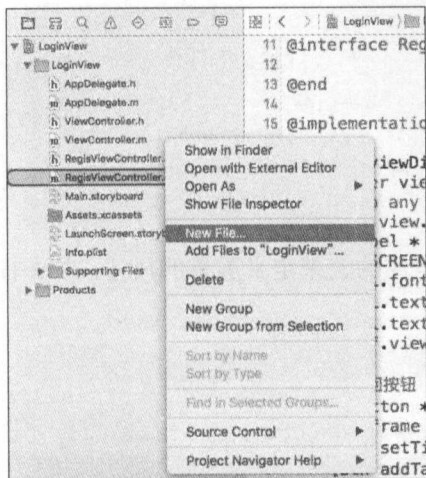 LoginView
11 @interface Reg
LoginView
12
LoginView
AppDelegate.h
13 @end
AppDelegate.m
14
ViewController.h
15 @implementatio
ViewController.m
RegisViewController.
RegisViewController.
Main.storyboard
Assets.xcassets
LaunchScreen.storyb
Info.plist
Supporting Files
Products
Show in Finder
Open with External Editor
Open As
Show File Inspector
New File...
Add Files to "LoginView"...
Delete
New Group
New Group from Selection
Sort by Name
Sort by Type
Find in Selected Groups...
Source Control
Project Navigator Help
viewDi
er vie
any
view.
el *
SCREEN
.font
.text
.text
.view
按钮
ton *
frame
setTi
addTa